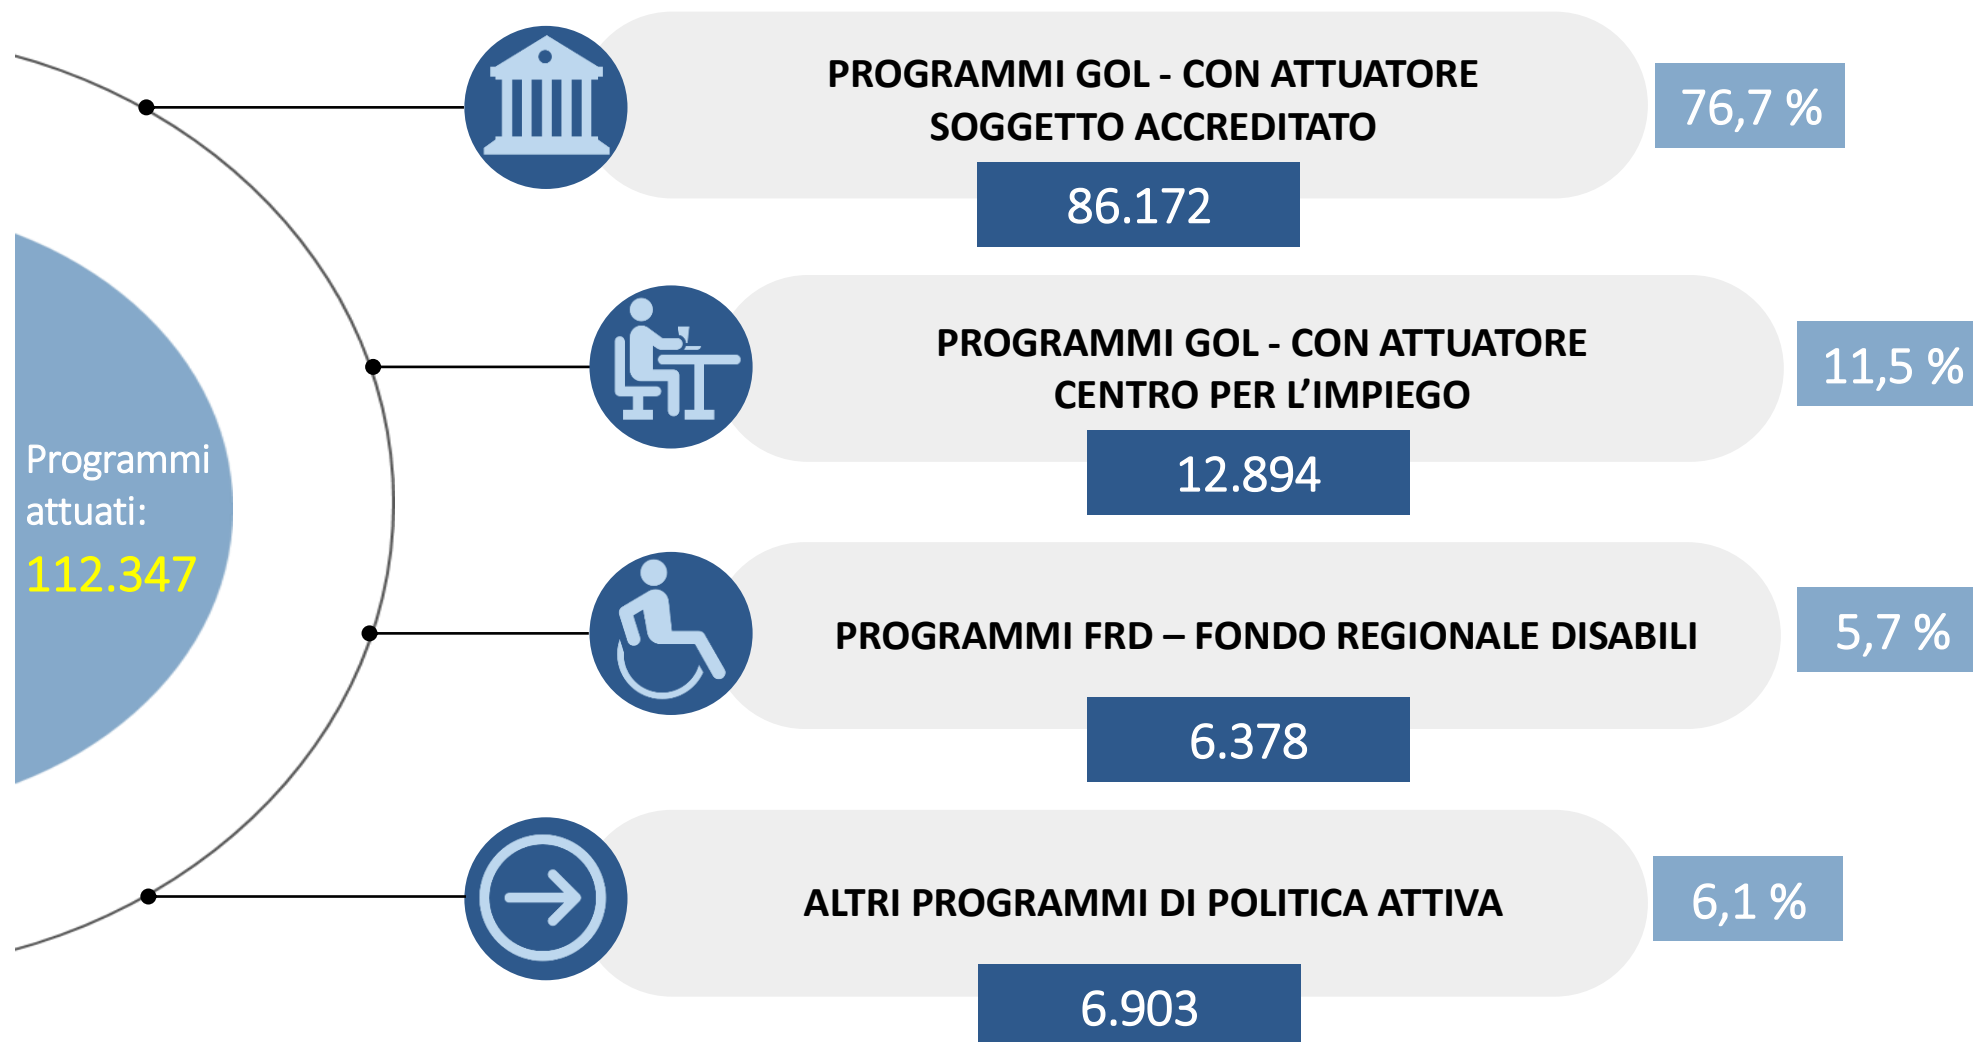 PROGRAMMI GOL - CON ATTUATORE
SOGGETTO ACCREDITATO
86.172
76,7 %
PROGRAMMI GOL - CON ATTUATORE
CENTRO PER L’IMPIEGO
12.894
11,5 %
Programmi
attuati:
112.347
PROGRAMMI FRD – FONDO REGIONALE DISABILI
6.378
5,7 %
ALTRI PROGRAMMI DI POLITICA ATTIVA
6.903
6,1 %